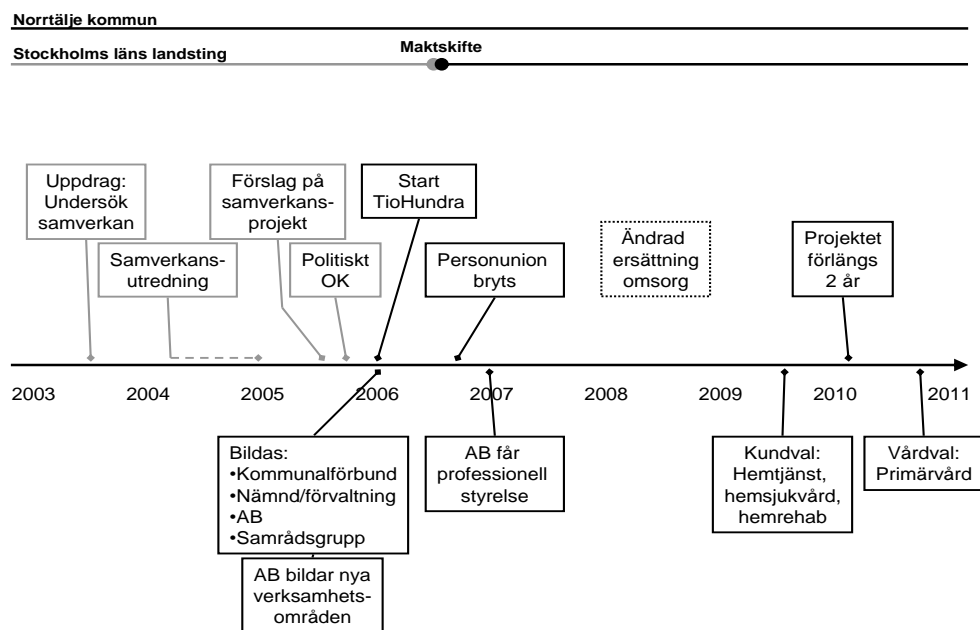 Norrtälje kommun
Stockholms läns landsting
Maktskifte
Uppdrag:
Undersök
samverkan
Samverkans-
utredning
Förslag på
samverkans-
projekt
Politiskt
OK
Start
TioHundra
Personunion
bryts
Ändrad
ersättning
omsorg
Projektet
förlängs
2 år
2003 2004 2005 2006 2007 2008 2009 2010 2011
Bildas:
•Kommunalförbund
•Nämnd/förvaltning
•AB
•Samrådsgrupp
AB bildar nya
verksamhets-
områden
AB får
professionell
styrelse
Kundval:
Hemtjänst,
hemsjukvård,
hemrehab
Vårdval:
Primärvård